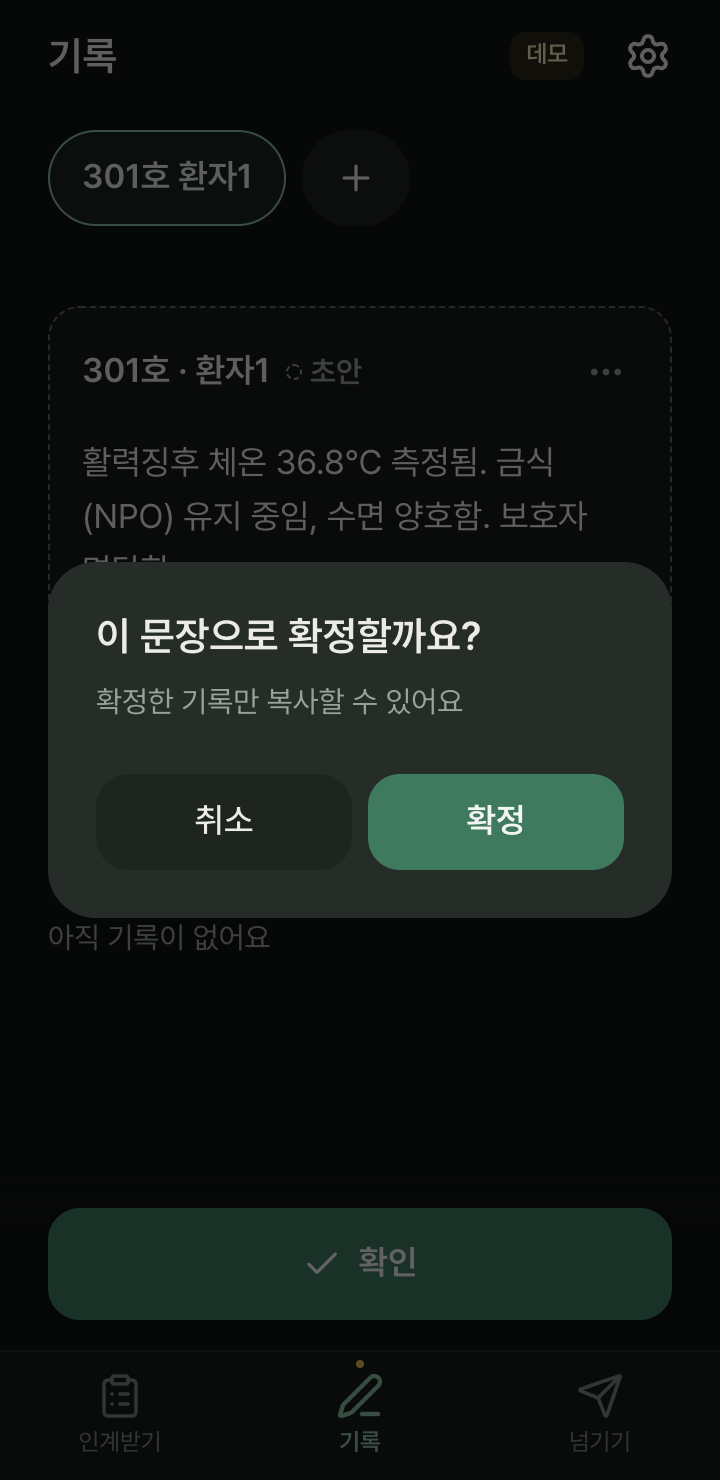 기록
데모
301호 환자1
+
301호 · 환자1 초안
활력징후 체온 36.8°C 측정됨. 금식
(NPO) 유지 중임, 수면 양호함. 보호자
이 문장으로 확정할까요?
확정한 기록만 복사할 수 있어요
취소
확정
아직 기록이 없어요
확인
인계받기
기록
넘기기